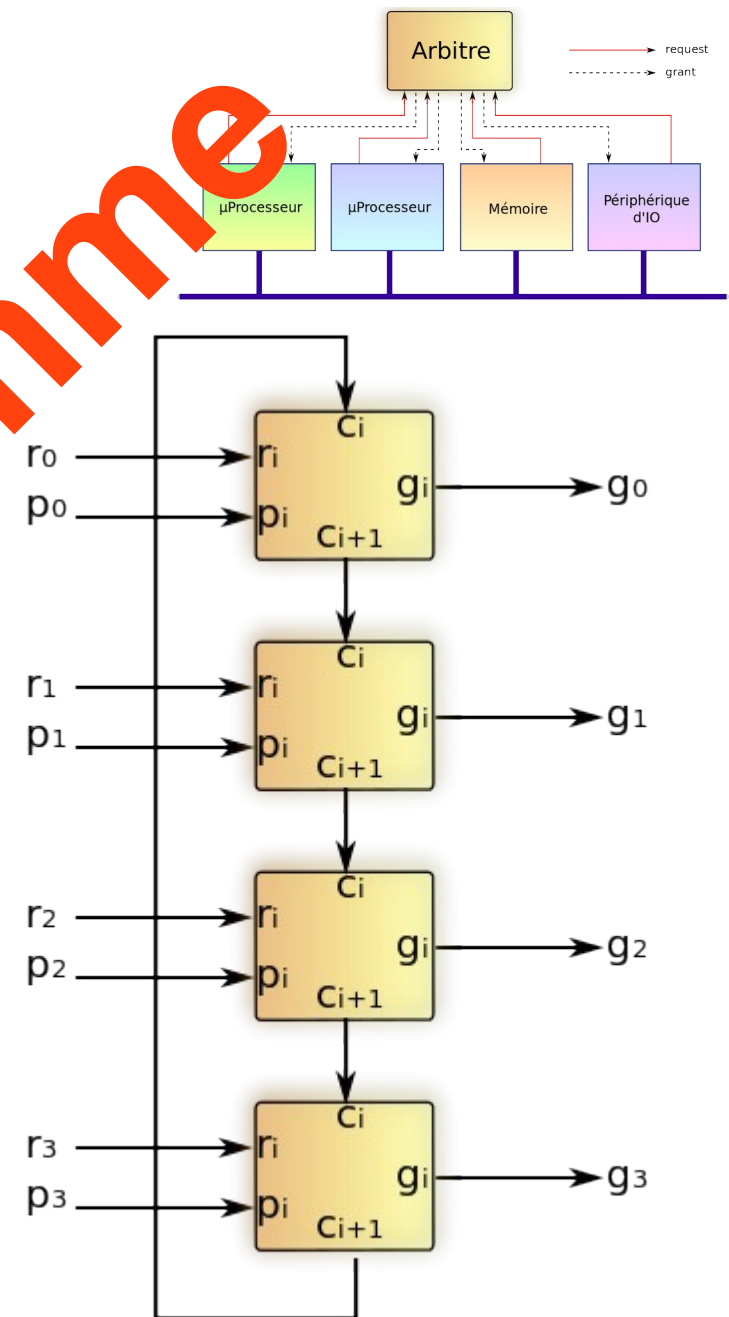 Arbitre
request
grant
µProcesseur
µProcesseur
Mémoire
Périphérique
d'IO
nme
ci
r0
ri
gi
g0
p0
pi
ci+1
ci
r1
ri
gi
g1
p1
pi
ci+1
ci
r2
ri
gi
g2
p2
pi
ci+1
ci
r3
ri
gi
g3
p3
pi
ci+1